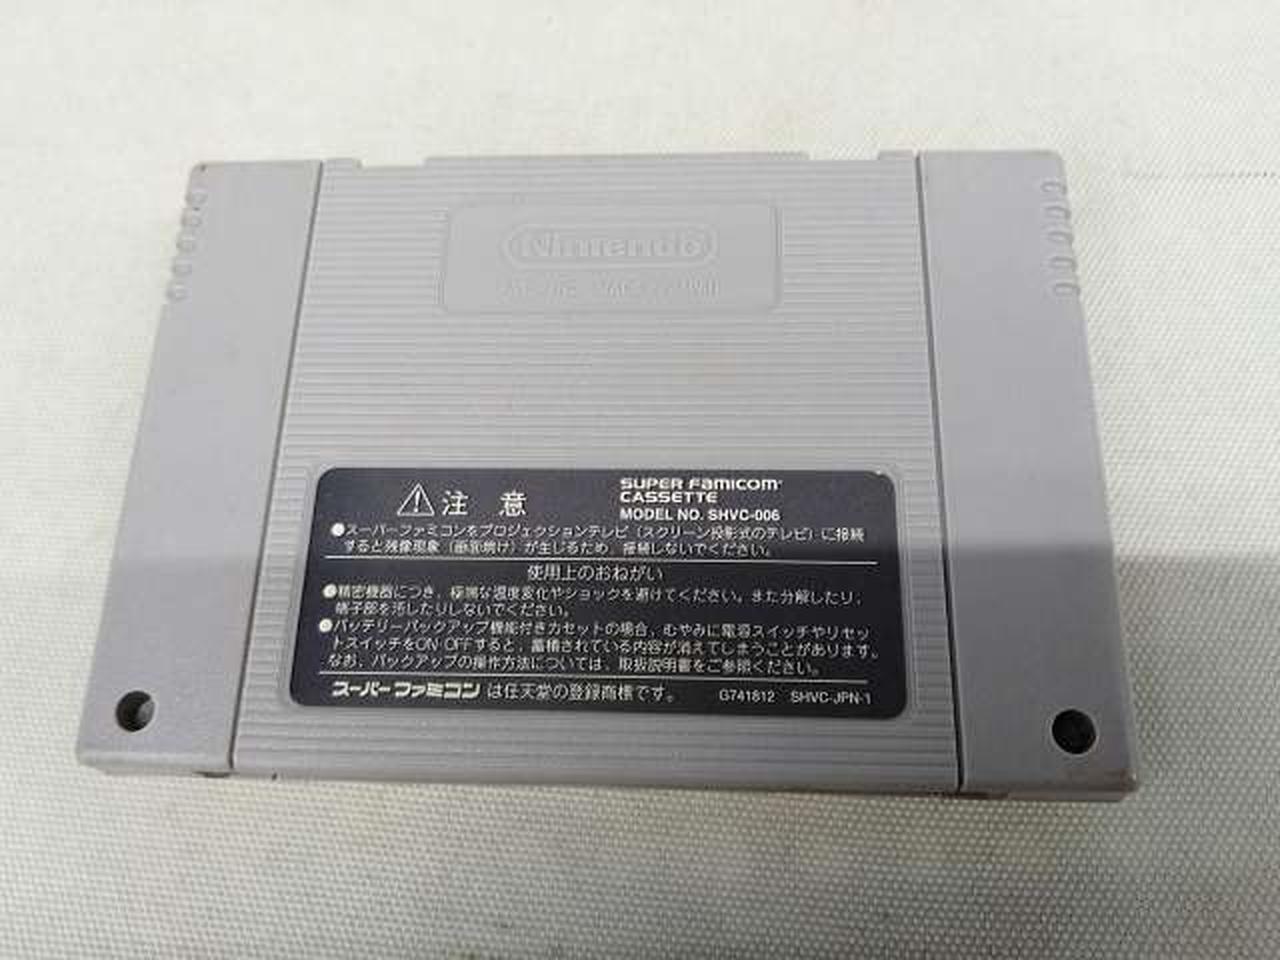 Nintendo
注意
SUPER FAMICOM
CASSETTE
MODEL NO. SHVC-006
●スーパーファミコンをプロジェクションテレビ（スクリーン投影式のテレビ）に接続
すると残像現象（画面焼け）が生じるため、接続しないでください。
使用上のおねがい
●精密機器につき、極端な温度変化やショックを避けてください。また分解したり、
端子部を汚したりしないでください。
●バッテリーバックアップ機能付きカセットの場合、むやみに電源スイッチやリセッ
トスイッチをON・OFFすると、蓄積されている内容が消えてしまうことがあります。
なお、バックアップの操作方法については、取扱説明書をご参照ください。
スーパーファミコンは任天堂の登録商標です。 G741812 SHVC-JPN-1